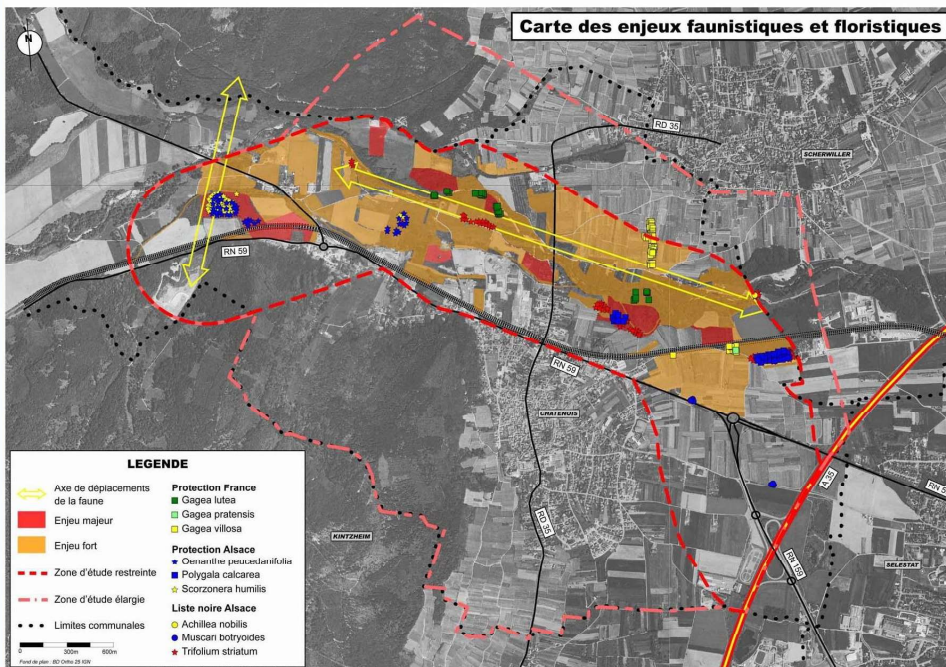 Carte des enjeux faunistiques et floristiques
N
RD 35
SCHERWILLER
RN 59
RN 59
CHATENOIS
RD 35
KINTZHEIM
A 35
RN 5
RN 159
SELESTAT
LEGENDE
Axe de déplacements
de la faune
Enjeu majeur
Enjeu fort
Zone d'étude restreinte
Zone d'étude élargie
Limites communales
0 300m 600m
Fond de plan : BD Ortho 25 IGN
Protection France
Gagea lutea
Gagea pratensis
Gagea villosa
Protection Alsace
Oenanthe peucedanifolia
Polygala calcarea
Scorzonera humilis
Liste noire Alsace
Achillea nobilis
Muscari botryoides
Trifolium striatum